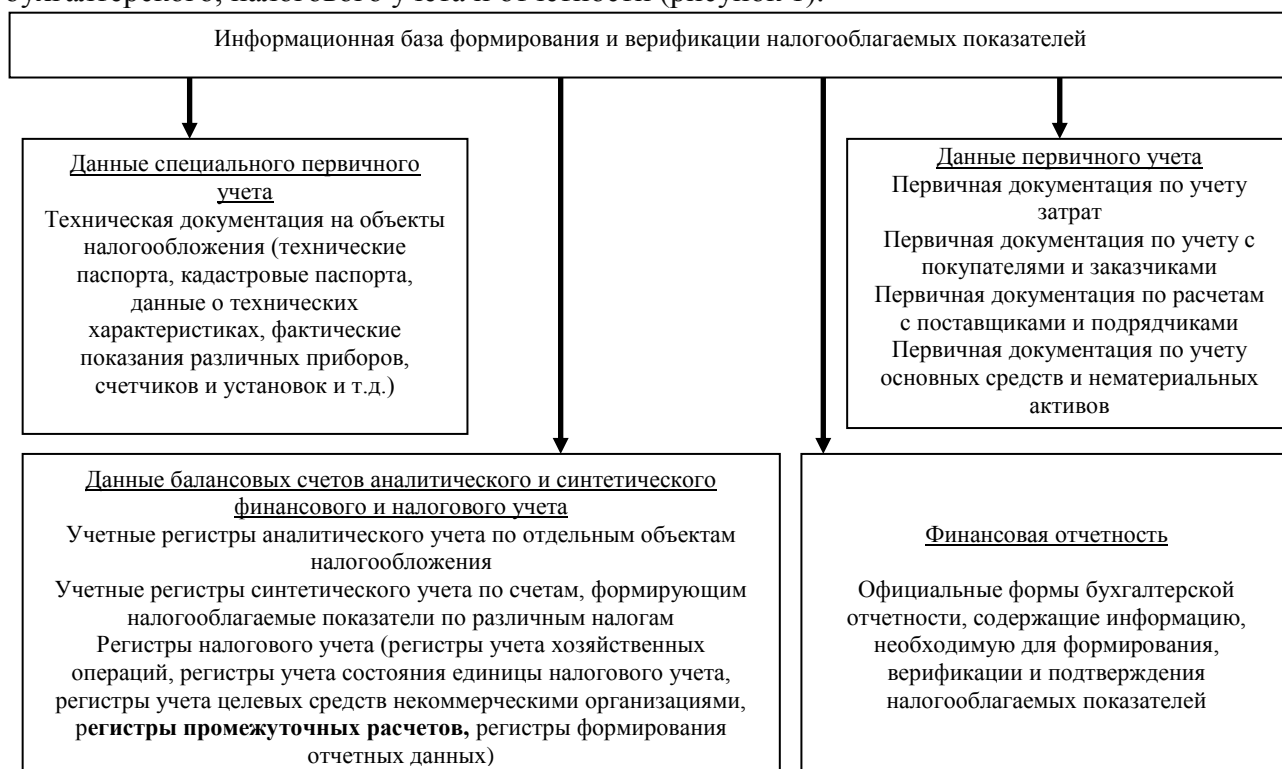 бухгалтерского, налогового учета и отчетности (рисунок 1).
Информационная база формирования и верификации налогооблагаемых показателей
Данные специального первичного
учета
Техническая документация на объекты
налогообложения (технические
паспорта, кадастровые паспорта,
данные о технических
характеристиках, фактические
показания различных приборов,
счетчиков и установок и т.д.)
Данные первичного учета
Первичная документация по учету
затрат
Первичная документация по учету с
покупателями и заказчиками
Первичная документация по расчетам
с поставщиками и подрядчиками
Первичная документация по учету
основных средств и нематериальных
активов
Данные балансовых счетов аналитического и синтетического
финансового и налогового учета
Учетные регистры аналитического учета по отдельным объектам
налогообложения
Учетные регистры синтетического учета по счетам, формирующим
налогооблагаемые показатели по различным налогам
Регистры налогового учета (регистры учета хозяйственных
операций, регистры учета состояния единицы налогового учета,
регистры учета целевых средств некоммерческими организациями,
регистры промежуточных расчетов, регистры формирования
отчетных данных)
Финансовая отчетность
Официальные формы бухгалтерской
отчетности, содержащие информацию,
необходимую для формирования,
верификации и подтверждения
налогооблагаемых показателей